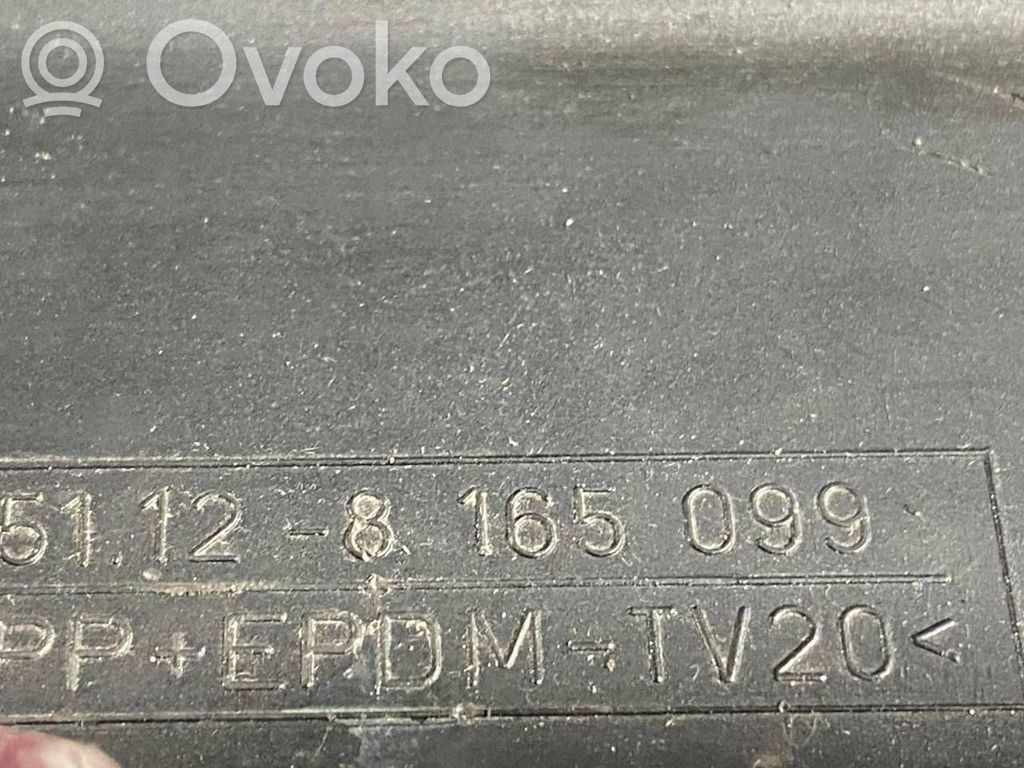 Ovoko
51.12-8 165 099
PP+EPDM-TV20<